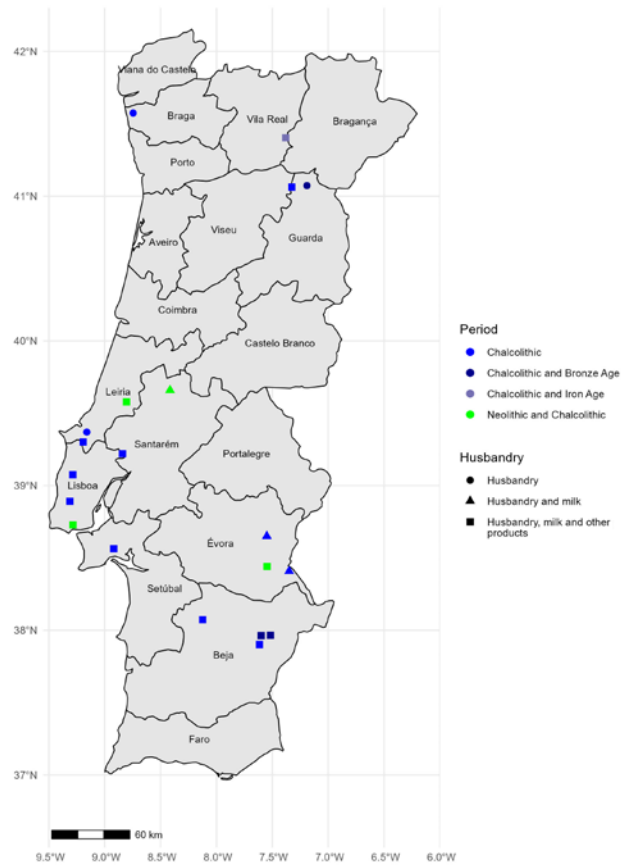 42°N
Viana do Castelo
Braga
Vila Real
Bragança
Porto
41°N
Viseu
Aveiro
Guarda
Coimbra
40°N
Castelo Branco
Leiria
Santarém
Portalegre
39°N
Lisboa
Évora
Setúbal
38°N
Beja
Faro
37°N
60 km
9.5°W
9.0°W
8.5°W
8.0°W
7.5°W
7.0°W
6.5°W
6.0°W
Period
Chalcolithic
Chalcolithic and Bronze Age
Chalcolithic and Iron Age
Neolithic and Chalcolithic
Husbandry
Husbandry
Husbandry and milk
Husbandry, milk and other
products